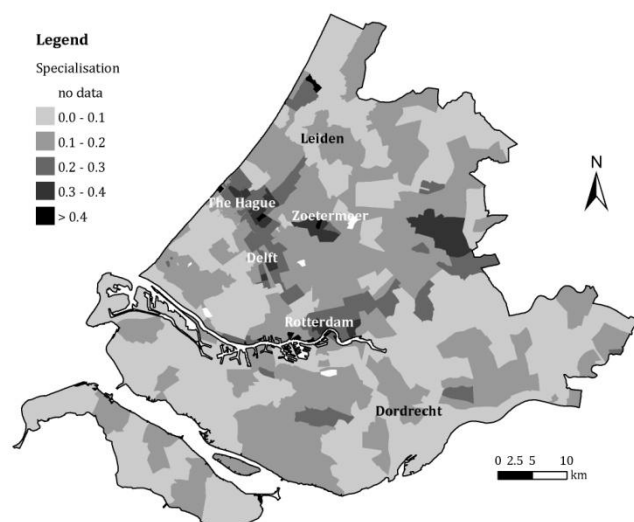 Legend
Specialisation
no data
0.0 - 0.1
0.1 - 0.2
0.2 - 0.3
0.3 - 0.4
> 0.4
Leiden
N
The Hague
Zoetermeer
Delft
Rotterdam
Dordrecht
0 2.5 5 10
km